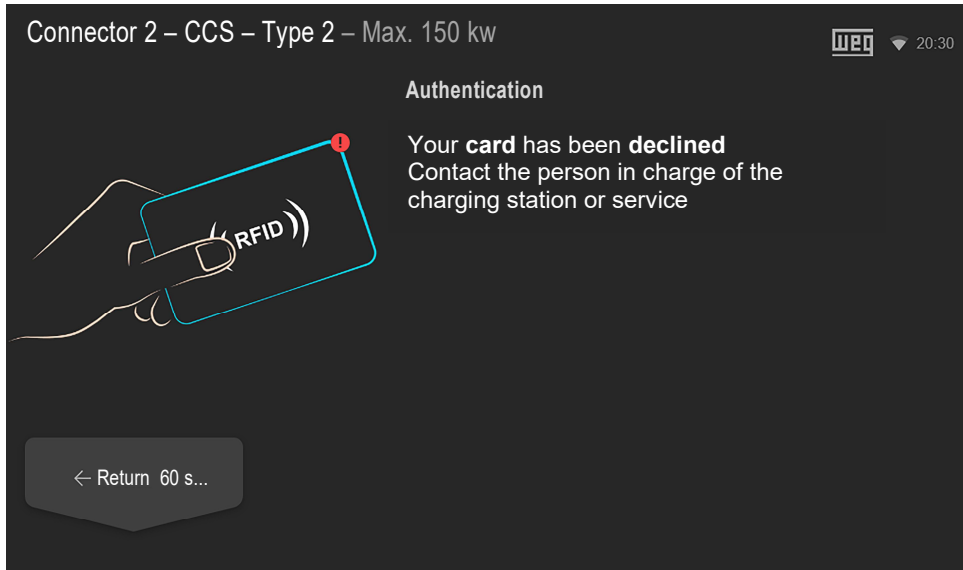 Connector 2 – CCS – Type 2 – Max. 150 kw
WEG
20:30
Authentication
Your card has been declined
Contact the person in charge of the
charging station or service
!
RFID
← Return 60 s...